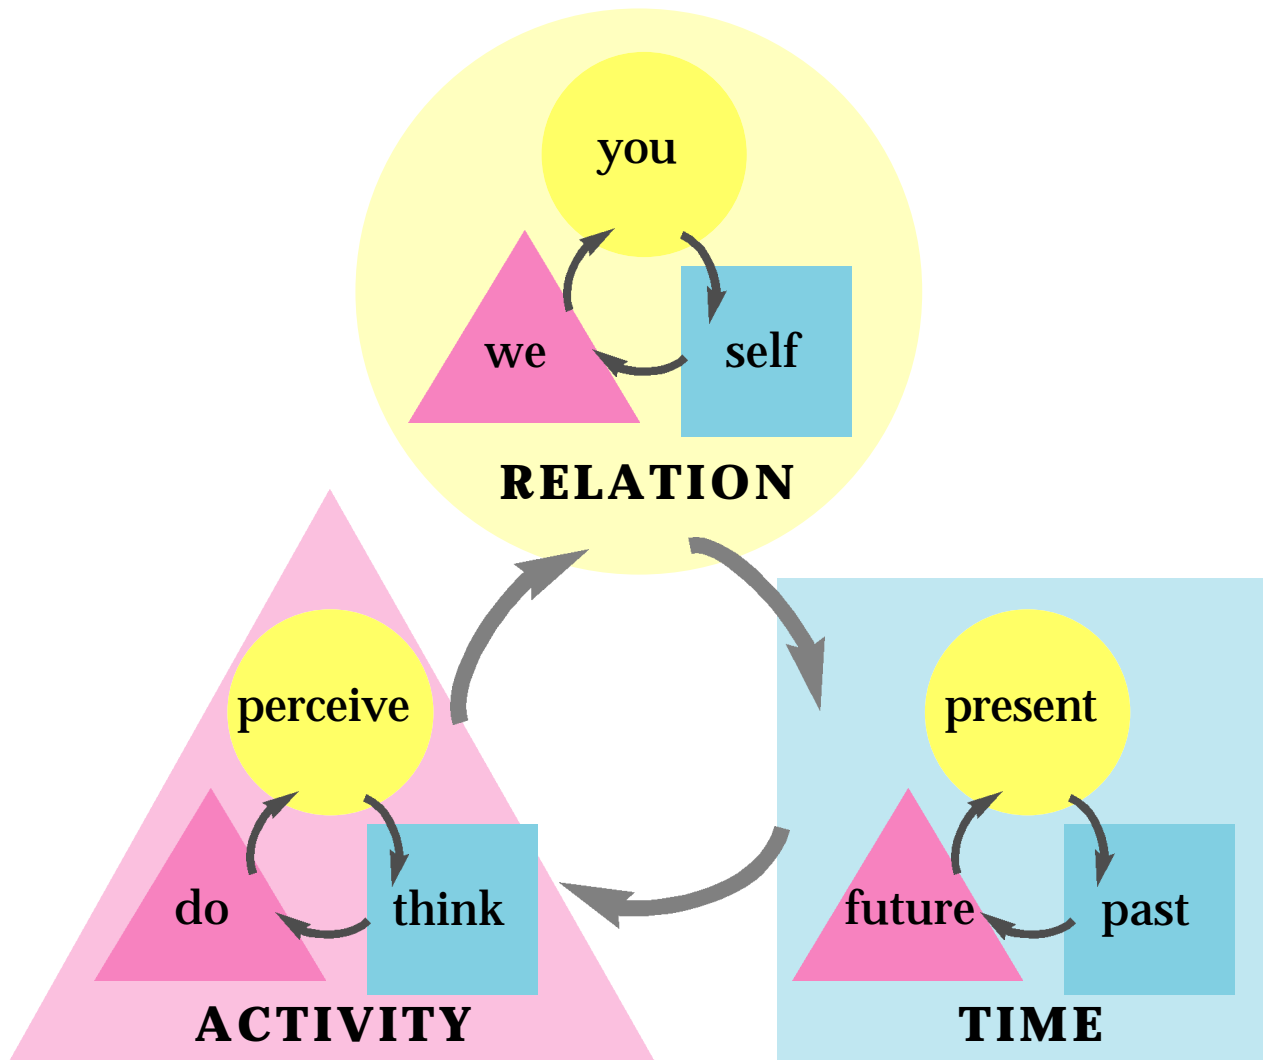 you
we
self
RELATION
perceive
do
think
ACTIVITY
present
future
past
TIME